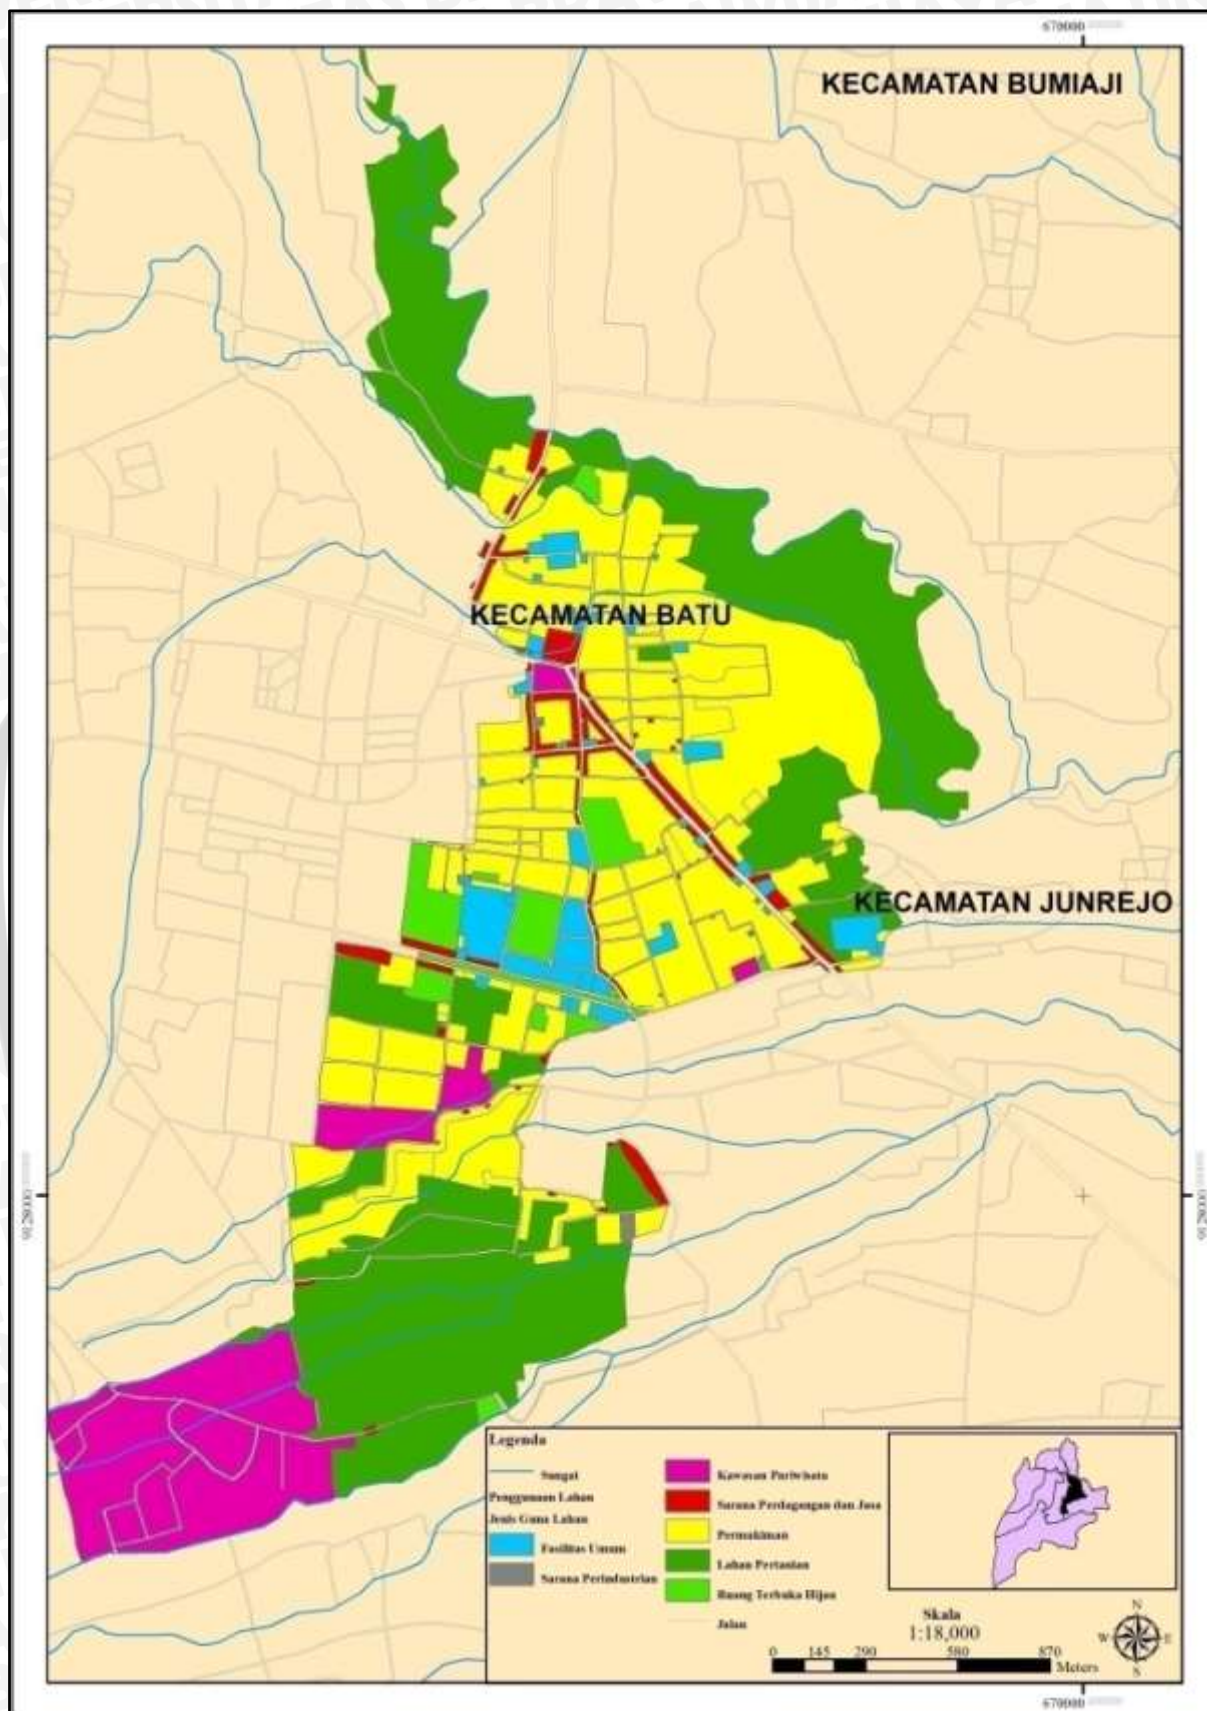 670000
KECAMATAN BUMIAJI
KECAMATAN BATU
KECAMATAN JUNREJO
9128000
9128000
Legenda
Sungai
Penggunaan Lahan
Jenis Guna Lahan
Fasilitas Umum
Sarana Perindustrian
Kawasan Pariwisata
Sarana Perdagangan dan Jasa
Permukiman
Lahan Pertanian
Ruang Terbuka Hijau
Jalan
Skala
1:18,000
0 145 290 580 870
Meters
N
W E
S
670000